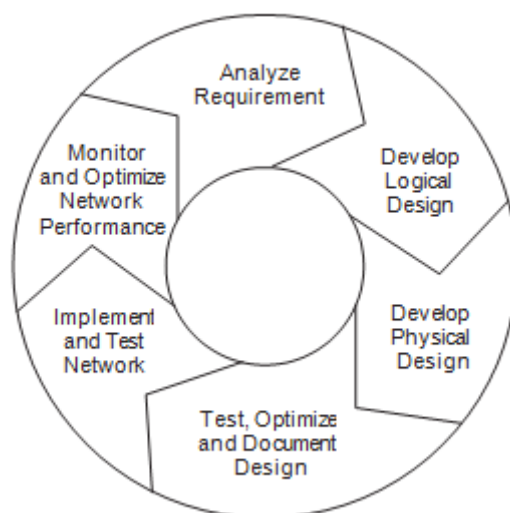 Analyze
Requirement
Develop
Logical
Design
Develop
Physical
Design
Test, Optimize
and Document
Design
Implement
and Test
Network
Monitor
and Optimize
Network
Performance